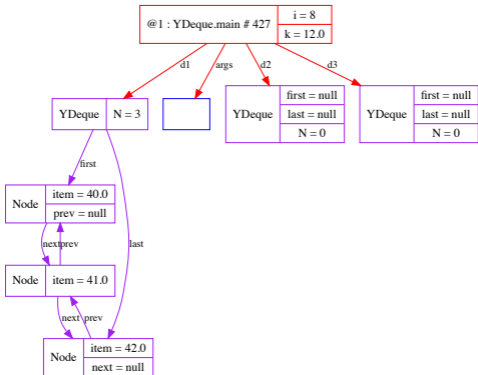 @1 : YDeque.main # 427
i = 8
k = 12.0
d1
args
d2
d3
YDeque
N = 3
YDeque
first = null
last = null
N = 0
YDeque
first = null
last = null
N = 0
first
last
Node
item = 40.0
prev = null
next
prev
Node
item = 41.0
next
prev
Node
item = 42.0
next = null